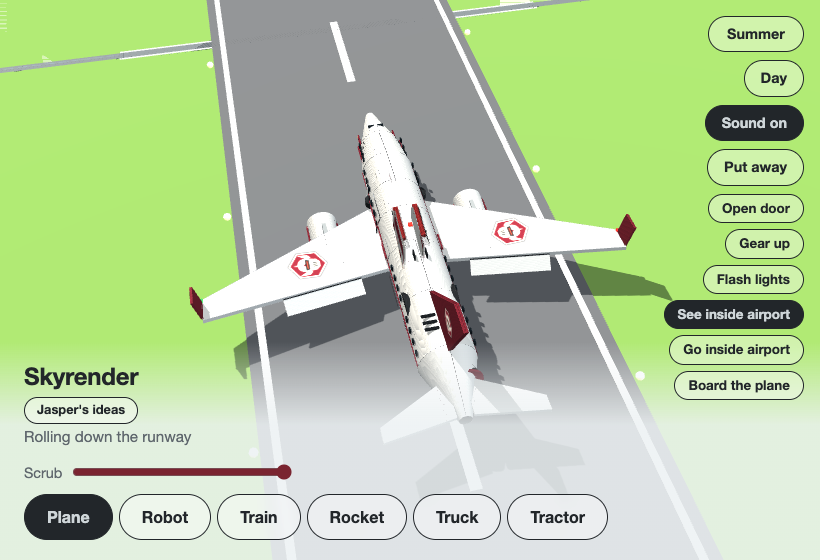 Summer
Day
Sound on
Put away
Open door
Gear up
Flash lights
See inside airport
Go inside airport
Board the plane
Skyrender
Jasper's ideas
Rolling down the runway
Scrub
Plane Robot Train Rocket Truck Tractor